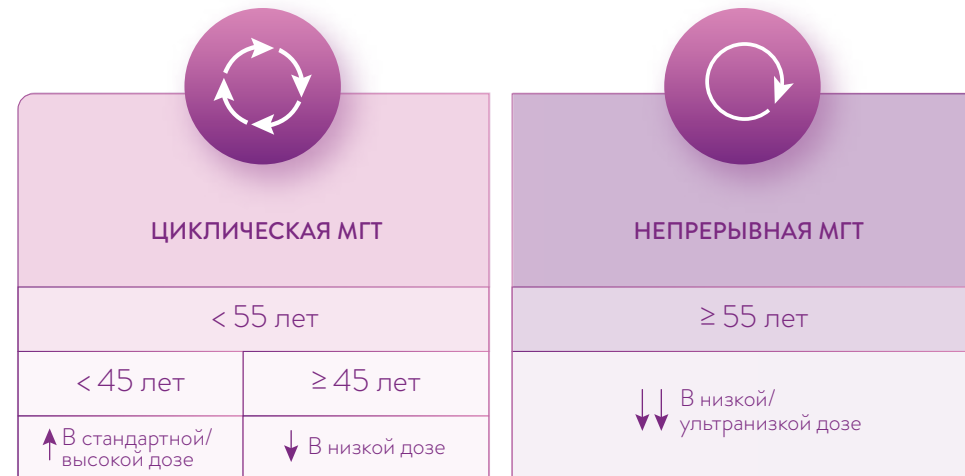 ЦИКЛИЧЕСКАЯ МГТ
< 55 лет
< 45 лет
≥ 45 лет
В стандартной/
высокой дозе
В низкой дозе
НЕПРЕРЫВНАЯ МГТ
≥ 55 лет
В низкой/
ультранизкой дозе